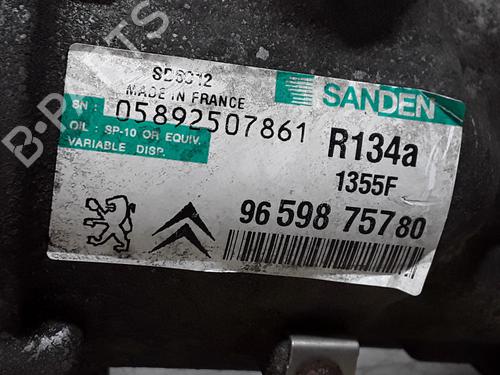 SD6C12
MADE IN FRANCE
SANDEN
SN : 05892507861
OIL : SP-10 OR EQUIV.
VARIABLE DISP.
R134a
1355F
96 598 757 80
B-PARTS